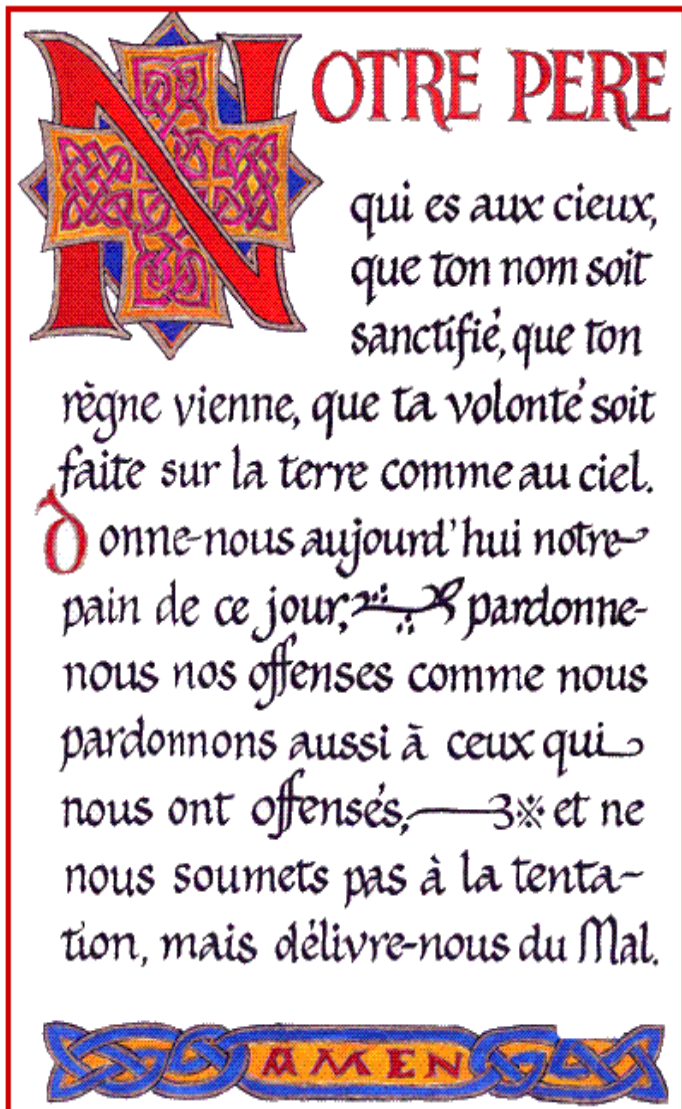 NOTRE PERE
qui es aux cieux,
que ton nom soit
sanctifié, que ton
règne vienne, que ta volonté soit
faite sur la terre comme au ciel.
Donne-nous aujourd'hui notre
pain de ce jour, pardonne-
nous nos offenses comme nous
pardonnons aussi à ceux qui
nous ont offensés, et ne
nous soumets pas à la tenta-
tion, mais délivre-nous du Mal.
AMEN